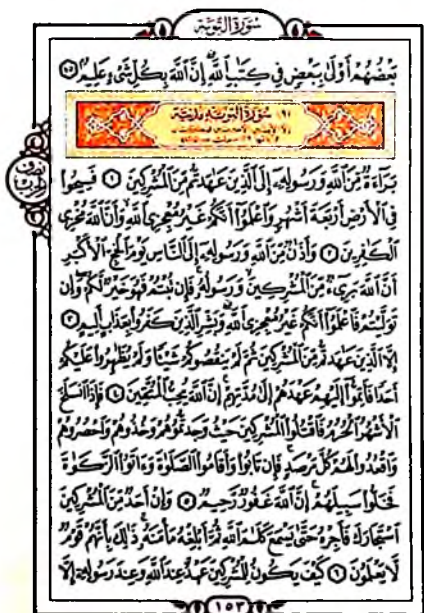 سورة التوبة
بَعْضُهُمْ أَوْلَىٰ بِبَعْضٍ فِي كِتَٰبِ ٱللَّهِ إِنَّ ٱللَّهَ بِكُلِّ شَيْءٍ عَلِيمٌ ٧٥
سورة التوبة مدنية
بَرَآءَةٌ مِّنَ ٱللَّهِ وَرَسُولِهِۦٓ إِلَى ٱلَّذِينَ عَٰهَدتُّم مِّنَ ٱلْمُشْرِكِينَ ١ فَسِيحُوا۟
فِي ٱلْأَرْضِ أَرْبَعَةَ أَشْهُرٍ وَٱعْلَمُوٓا۟ أَنَّكُمْ غَيْرُ مُعْجِزِي ٱللَّهِ وَأَنَّ ٱللَّهَ مُخْزِي
ٱلْكَٰفِرِينَ ٢ وَأَذَٰنٌ مِّنَ ٱللَّهِ وَرَسُولِهِۦٓ إِلَى ٱلنَّاسِ يَوْمَ ٱلْحَجِّ ٱلْأَكْبَرِ
أَنَّ ٱللَّهَ بَرِيٓءٌ مِّنَ ٱلْمُشْرِكِينَ وَرَسُولُهُۥ فَإِن تُبْتُمْ فَهُوَ خَيْرٌ لَّكُمْ وَإِن
تَوَلَّيْتُمْ فَٱعْلَمُوٓا۟ أَنَّكُمْ غَيْرُ مُعْجِزِي ٱللَّهِ وَبَشِّرِ ٱلَّذِينَ كَفَرُوا۟ بِعَذَابٍ أَلِيمٍ ٣
إِلَّا ٱلَّذِينَ عَٰهَدتُّم مِّنَ ٱلْمُشْرِكِينَ ثُمَّ لَمْ يَنقُصُوكُمْ شَيْـًٔا وَلَمْ يُظَٰهِرُوا۟ عَلَيْكُمْ
أَحَدًا فَأَتِمُّوٓا۟ إِلَيْهِمْ عَهْدَهُمْ إِلَىٰ مُدَّتِهِمْ إِنَّ ٱللَّهَ يُحِبُّ ٱلْمُتَّقِينَ ٤ فَإِذَا ٱنسَلَخَ
ٱلْأَشْهُرُ ٱلْحُرُمُ فَٱقْتُلُوا۟ ٱلْمُشْرِكِينَ حَيْثُ وَجَدتُّمُوهُمْ وَخُذُوهُمْ وَٱحْصُرُوهُمْ
وَٱقْعُدُوا۟ لَهُمْ كُلَّ مَرْصَدٍ فَإِن تَابُوا۟ وَأَقَامُوا۟ ٱلصَّلَوٰةَ وَءَاتَوُا۟ ٱلزَّكَوٰةَ
فَخَلُّوا۟ سَبِيلَهُمْ إِنَّ ٱللَّهَ غَفُورٌ رَّحِيمٌ ٥ وَإِنْ أَحَدٌ مِّنَ ٱلْمُشْرِكِينَ
ٱسْتَجَارَكَ فَأَجِرْهُ حَتَّىٰ يَسْمَعَ كَلَٰمَ ٱللَّهِ ثُمَّ أَبْلِغْهُ مَأْمَنَهُۥ ذَٰلِكَ بِأَنَّهُمْ قَوْمٌ
لَّا يَعْلَمُونَ ٦ كَيْفَ يَكُونُ لِلْمُشْرِكِينَ عَهْدٌ عِندَ ٱللَّهِ وَعِندَ رَسُولِهِۦٓ إِلَّا
١٥٣